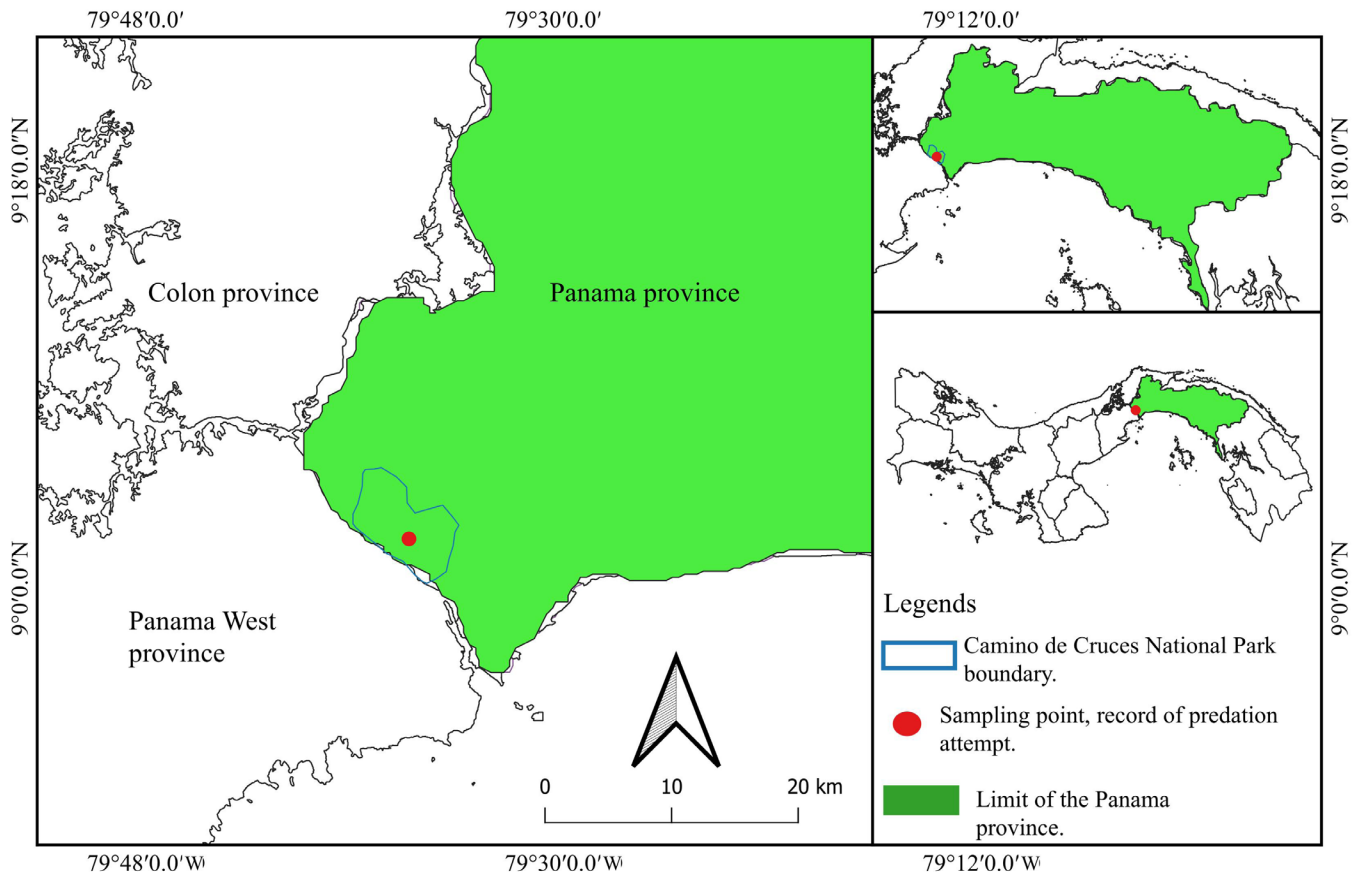 79°48′0.0′
79°30′0.0′
79°12′0.0′
9°18′0.0″N
9°18′0.0″N
Colon province
Panama province
9°0′0.0″N
9°0′0.0″N
Panama West
province
0
10
20 km
Legends
Camino de Cruces National Park
boundary.
Sampling point, record of predation
attempt.
Limit of the Panama
province.
79°48′0.0″W
79°30′0.0″W
79°12′0.0″W